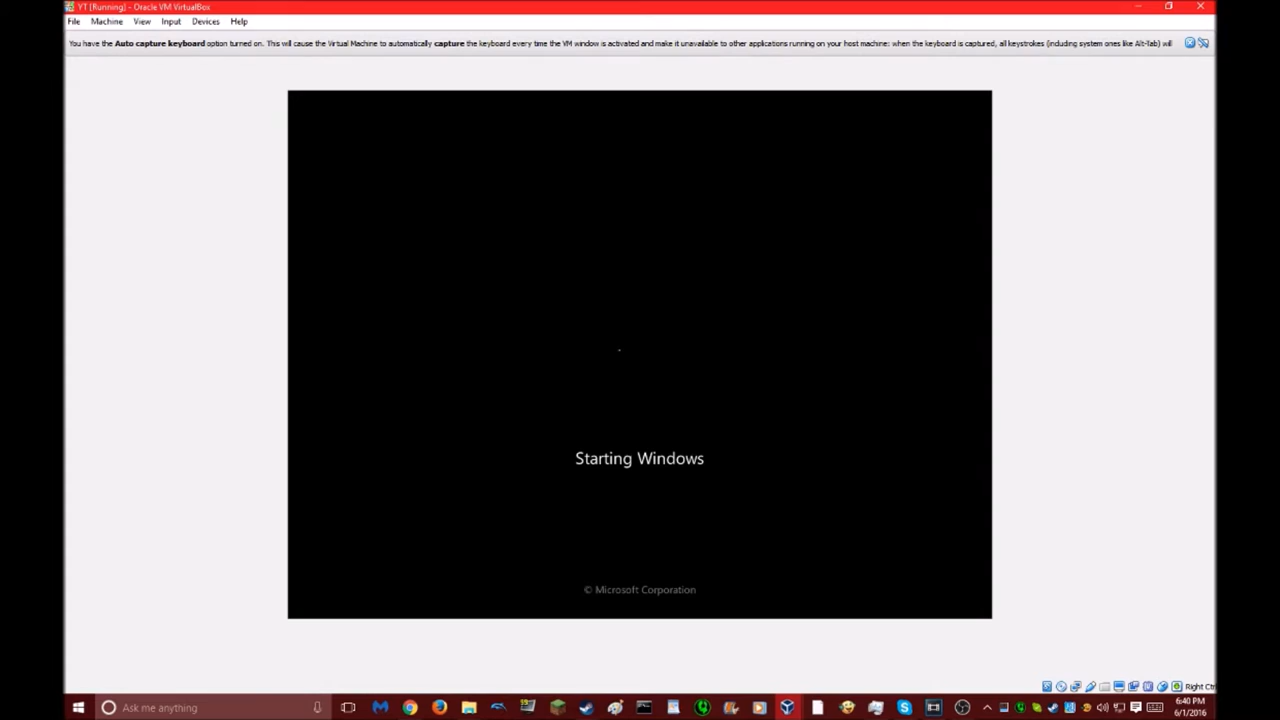 YT [Running] - Oracle VM VirtualBox
File Machine View Input Devices Help
You have the Auto capture keyboard option turned on. This will cause the Virtual Machine to automatically capture the keyboard every time the VM window is activated and make it unavailable to other applications running on your host machine: when the keyboard is captured, all keystrokes (including system ones like Alt-Tab) will
Starting Windows
© Microsoft Corporation
Right Ctrl
Ask me anything
6:40 PM
6/1/2016